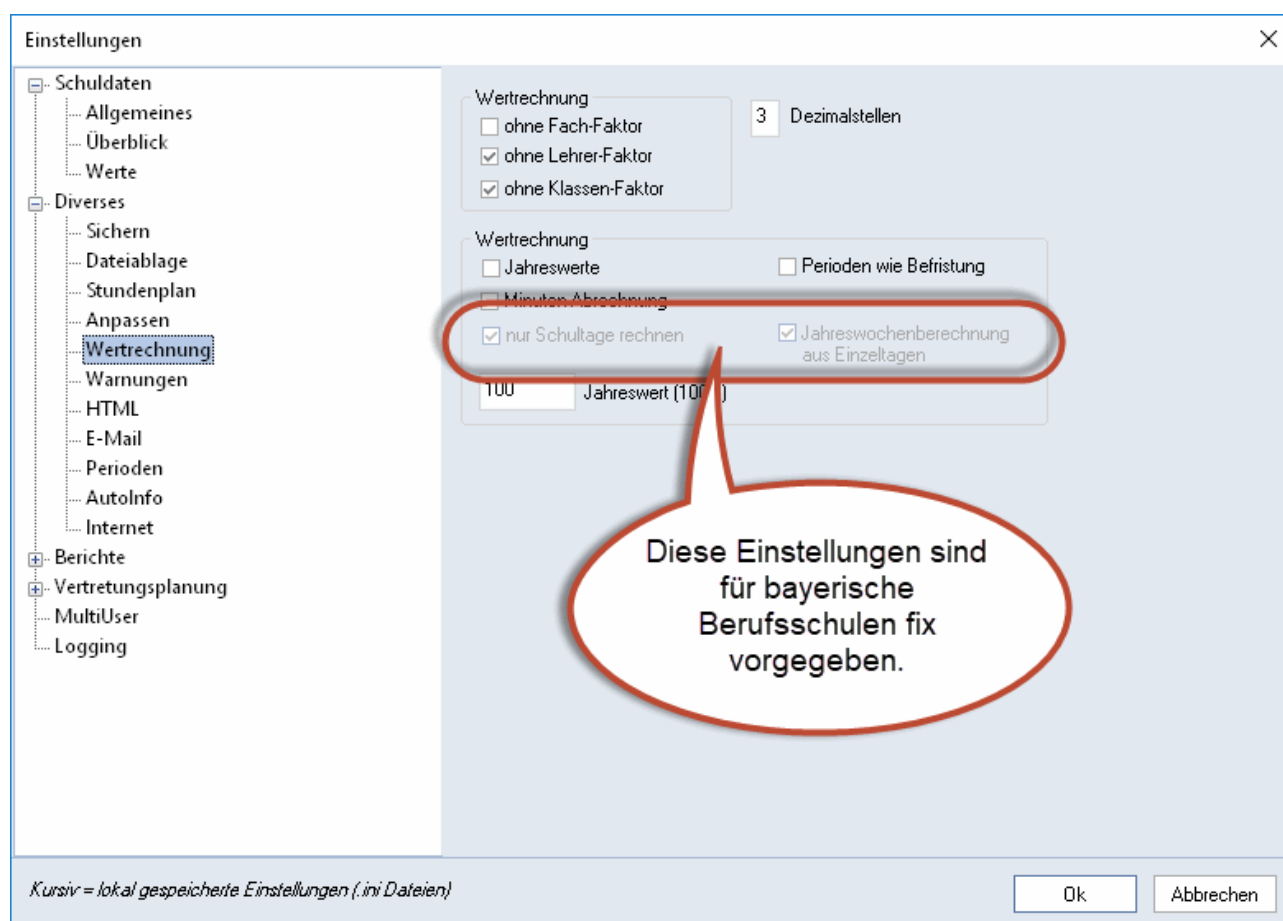 Einstellungen
Schuldaten
Allgemeines
Überblick
Werte
Diverses
Sichern
Dateiablage
Stundenplan
Anpassen
Wertrechnung
Warnungen
HTML
E-Mail
Perioden
AutoInfo
Internet
Berichte
Vertretungsplanung
MultiUser
Logging
Wertrechnung
ohne Fach-Faktor
ohne Lehrer-Faktor
ohne Klassen-Faktor
3 Dezimalstellen
Wertrechnung
Jahreswerte
Perioden wie Befristung
Minuten Abrechnung
nur Schultage rechnen
Jahreswochenberechnung
aus Einzeltagen
100 Jahreswert
Diese Einstellungen sind
für bayerische
Berufsschulen fix
vorgegeben.
Kursiv = lokal gespeicherte Einstellungen (.ini Dateien)
Ok
Abbrechen